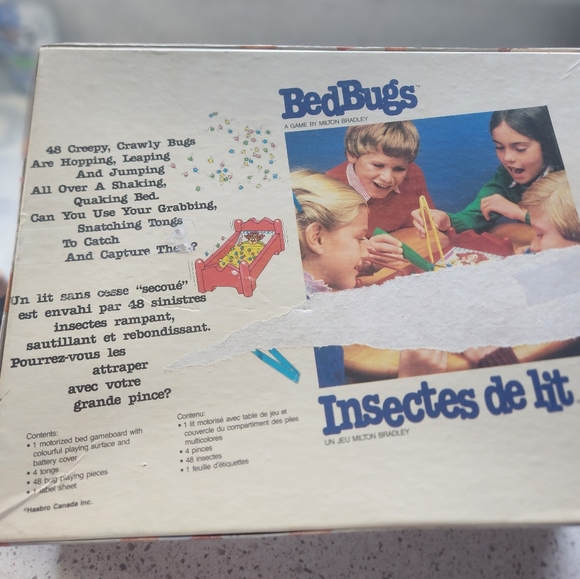 BedBugs™
A GAME BY MILTON BRADLEY
48 Creepy, Crawly Bugs
Are Hopping, Leaping
And Jumping
All Over A Shaking,
Quaking Bed.
Can You Use Your Grabbing,
Snatching Tongs
To Catch
And Capture ?
Un lit sans cesse "secoué"
est envahi par 48 sinistres
insectes rampant,
sautillant et rebondissant.
Pourrez-vous les
attraper
avec votre
grande pince?
Insectes de lit
UN JEU MILTON BRADLEY
Contents:
• 1 motorized bed gameboard with
colourful playing surface and
battery cover
• 4 tongs
• 48 bug playing pieces
• 1 label sheet
Contenu:
• 1 lit motorisé avec table de jeu et
couvercle du compartiment des piles
multicolores
• 4 pinces
• 48 insectes
• 1 feuille d'étiquettes
®Hasbro Canada Inc.